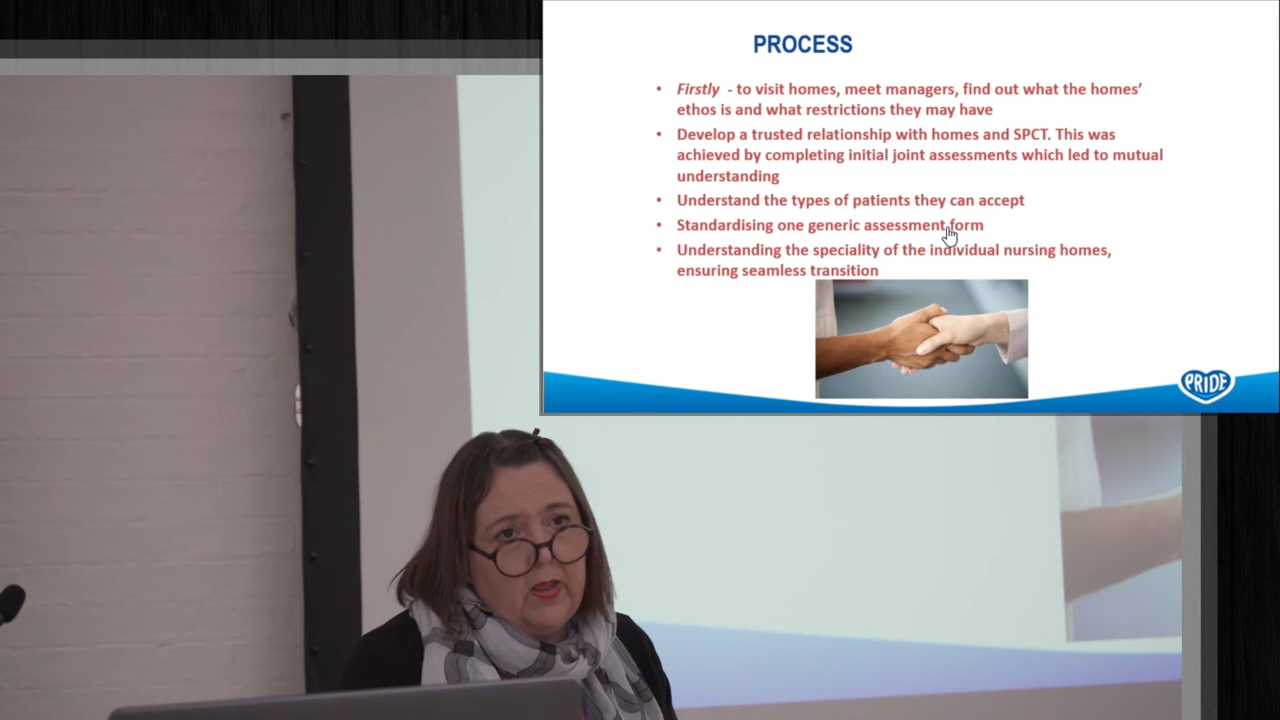 PROCESS
• Firstly - to visit homes, meet managers, find out what the homes’
ethos is and what restrictions they may have
• Develop a trusted relationship with homes and SPCT. This was
achieved by completing initial joint assessments which led to mutual
understanding
• Understand the types of patients they can accept
• Standardising one generic assessment form
• Understanding the speciality of the individual nursing homes,
ensuring seamless transition
PRIDE